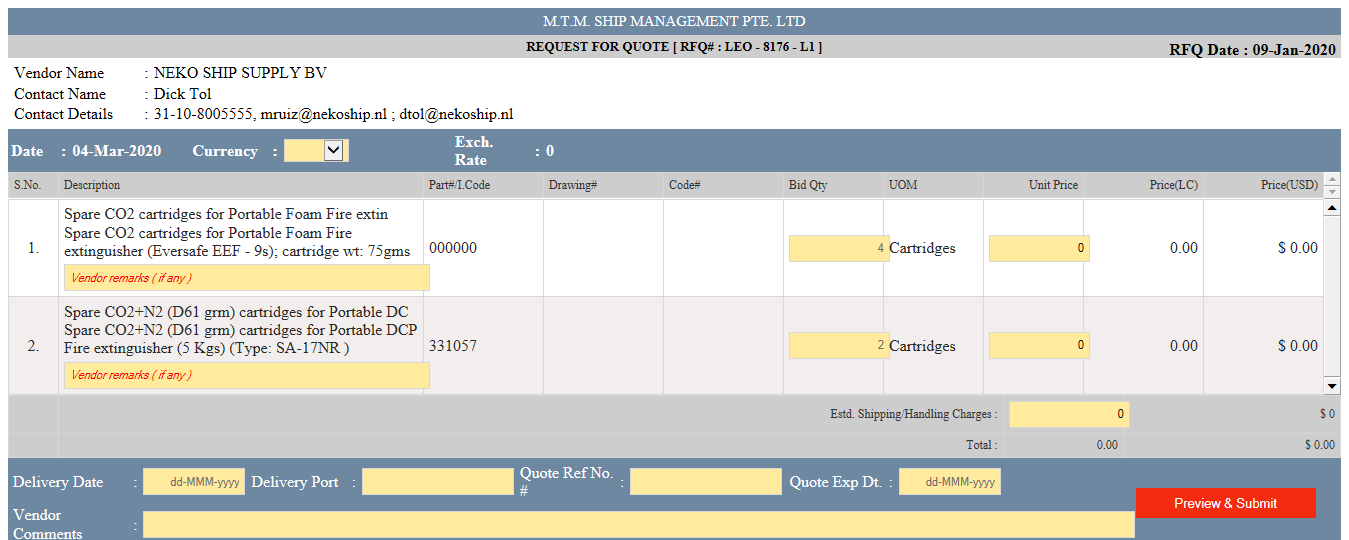 M.T.M. SHIP MANAGEMENT PTE. LTD
REQUEST FOR QUOTE [ RFQ# : LEO - 8176 - L1 ]
RFQ Date : 09-Jan-2020
Vendor Name : NEKO SHIP SUPPLY BV
Contact Name : Dick Tol
Contact Details : 31-10-8005555, mruiz@nekoship.nl ; dtol@nekoship.nl
Date : 04-Mar-2020 Currency : Exch. Rate : 0
S.No. Description Part#/I.Code Drawing# Code# Bid Qty UOM Unit Price Price(LC) Price(USD)
Spare CO2 cartridges for Portable Foam Fire extin
Spare CO2 cartridges for Portable Foam Fire
extinguisher (Eversafe EEF - 9s); cartridge wt: 75gms
1. 000000 4 Cartridges 0 0.00 $ 0.00
Vendor remarks ( if any )
Spare CO2+N2 (D61 grm) cartridges for Portable DC
Spare CO2+N2 (D61 grm) cartridges for Portable DCP
Fire extinguisher (5 Kgs) (Type: SA-17NR )
2. 331057 2 Cartridges 0 0.00 $ 0.00
Vendor remarks ( if any )
Estd. Shipping/Handling Charges : 0 $ 0
Total : 0.00 $ 0.00
Delivery Date : dd-MMM-yyyy Delivery Port : Quote Ref No. # : Quote Exp Dt. : dd-MMM-yyyy
Preview & Submit
Vendor Comments :